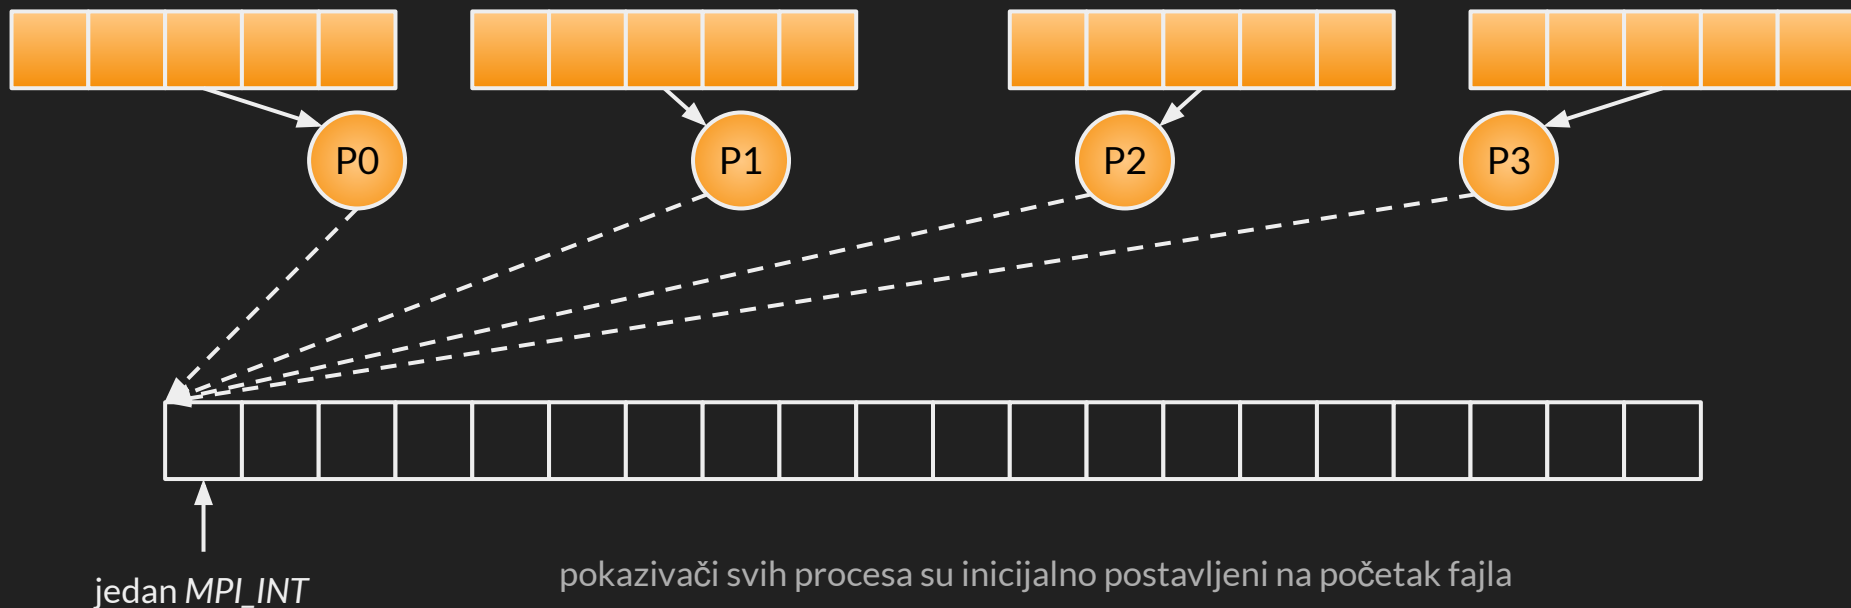 P0
P1
P2
P3
jedan MPI_INT
pokazivači svih procesa su inicijalno postavljeni na početak fajla